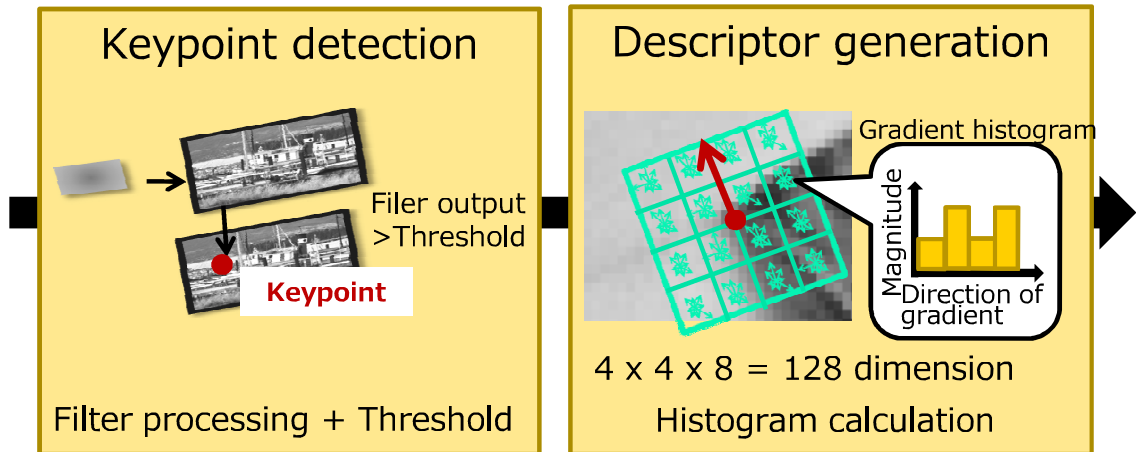 Keypoint detection
Filer output
>Threshold
Keypoint
Filter processing + Threshold
Descriptor generation
Gradient histogram
Magnitude
Direction of
gradient
4 x 4 x 8 = 128 dimension
Histogram calculation